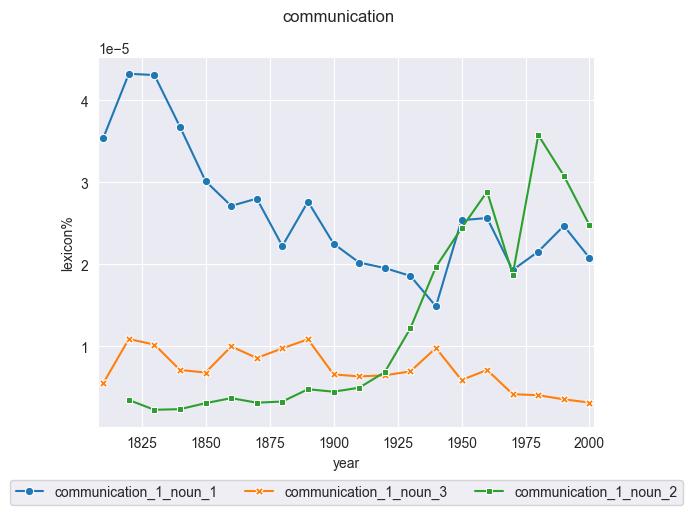 communication
1e−5
4
3
2
1
lexicon%
1825 1850 1875 1900 1925 1950 1975 2000
year
communication_1_noun_1 communication_1_noun_3 communication_1_noun_2